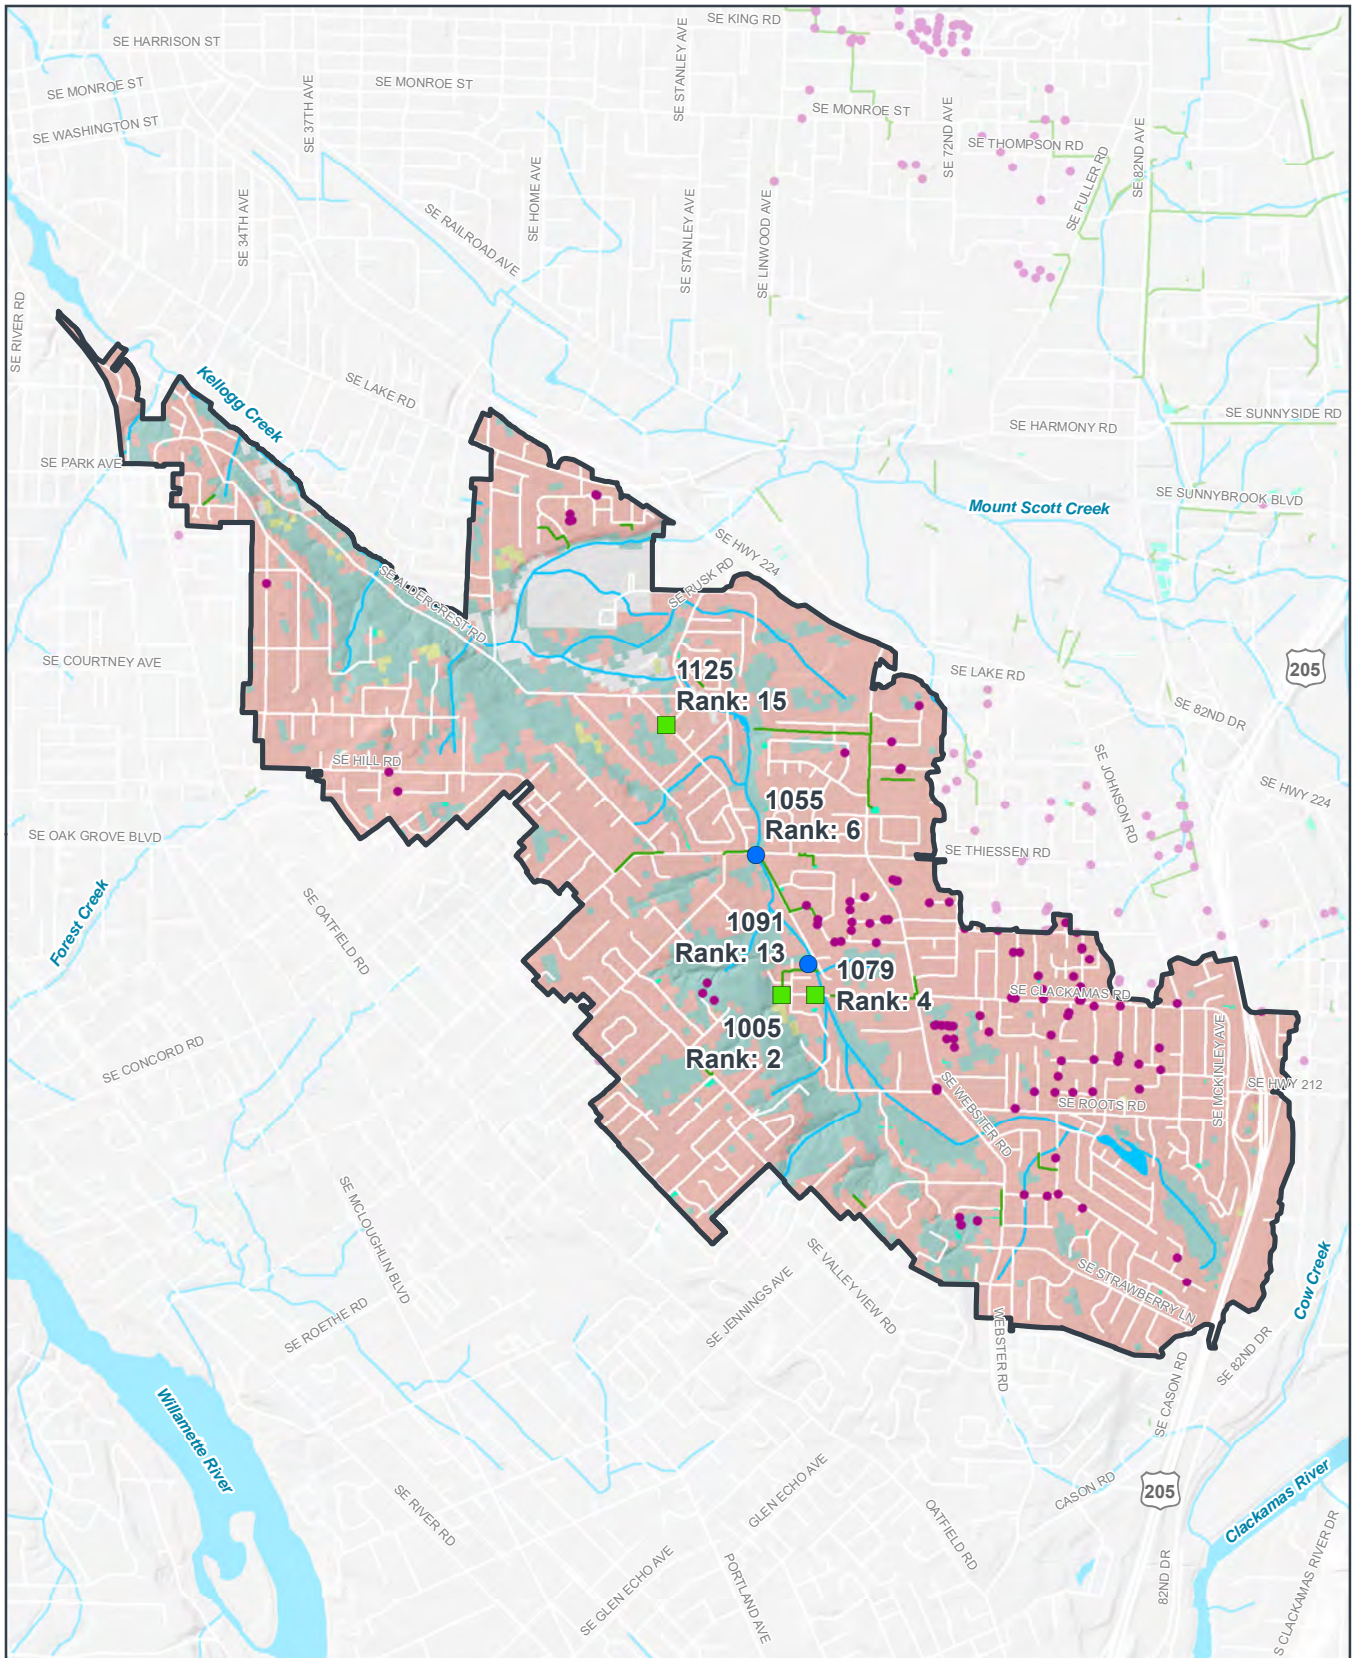 SE KING RD
SE HARRISON ST
SE STANLEY AVE
SE MONROE ST
SE MONROE ST
SE 37TH AVE
SE MONROE ST
SE WASHINGTON ST
SE 72ND AVE
SE THOMPSON RD
SE 82ND AVE
SE FULLER RD
SE HOME AVE
SE 34TH AVE
SE RAILROAD AVE
SE STANLEY AVE
SE LINWOOD AVE
SE RIVER RD
Kellogg Creek
SE LAKE RD
SE HARMONY RD
SE SUNNYSIDE RD
SE PARK AVE
Mount Scott Creek
SE SUNNYBROOK BLVD
SE HWY 224
SE RUSK RD
SE ALDERCREST RD
SE COURTNEY AVE
1125
Rank: 15
SE LAKE RD
205
SE 82ND DR
SE HILL RD
SE JOHNSON RD
SE HWY 224
1055
Rank: 6
SE OAK GROVE BLVD
SE THIESSEN RD
Forest Creek
SE OATFIELD RD
1091
Rank: 13
1079
Rank: 4
SE CLACKAMAS RD
1005
Rank: 2
SE CONCORD RD
SE MCKINLEY AVE
SE HWY 212
SE WEBSTER RD
SE ROOTS RD
SE MCLOUGHLIN BLVD
SE VALLEY VIEW RD
SE JENNINGS AVE
SE STRAWBERRY LN
Cow Creek
SE ROETHE RD
WEBSTER RD
SE 82ND DR
SE CASON RD
Willamette River
SE RIVER RD
GLEN ECHO AVE
OATFIELD RD
CASON RD
205
Clackamas River
SE GLEN ECHO AVE
PORTLAND AVE
82ND DR
S CLACKAMAS RIVER DR